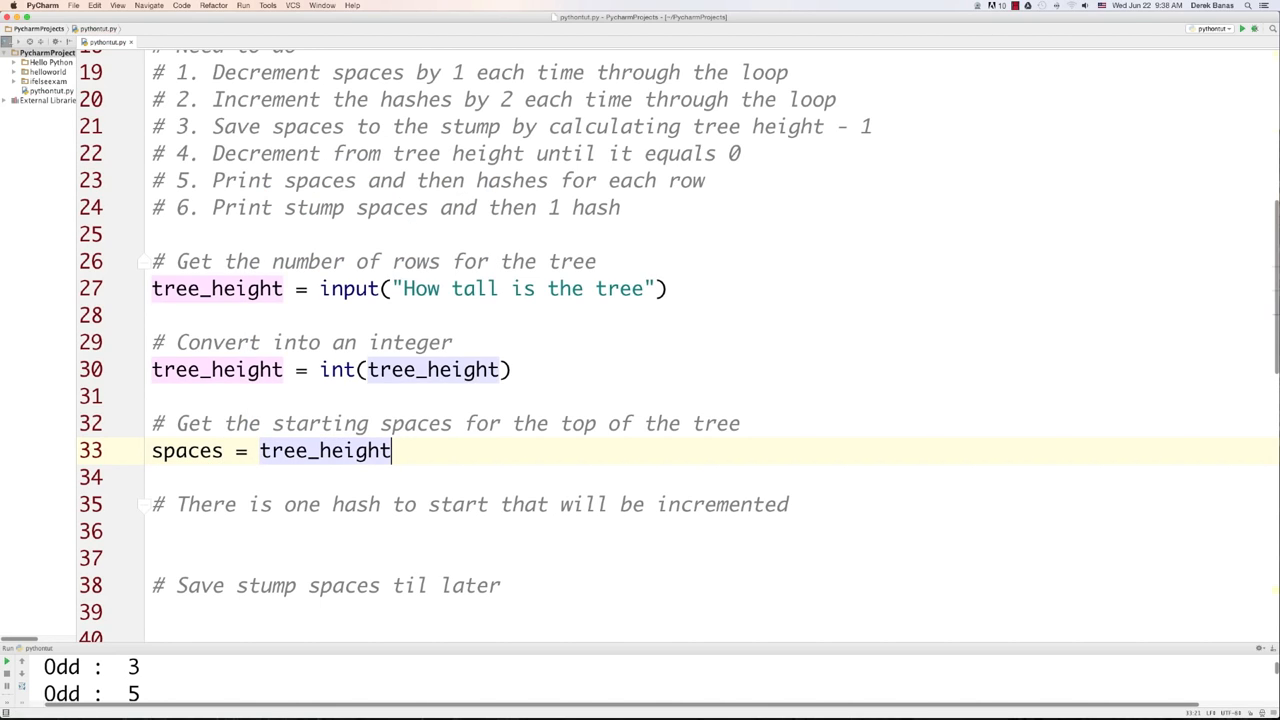 PyCharm File Edit View Navigate Code Refactor Run Tools VCS Window Help 10 Wed Jun 22 9:38 AM Derek Banas
pythontut.py - PycharmProjects - [~/PycharmProjects]
PycharmProjects pythontut.py pythontut
pythontut.py
PycharmProject
Hello Python
helloworld
ifelseexam
pythontut.py
External Librarie
19 # 1. Decrement spaces by 1 each time through the loop
20 # 2. Increment the hashes by 2 each time through the loop
21 # 3. Save spaces to the stump by calculating tree height - 1
22 # 4. Decrement from tree height until it equals 0
23 # 5. Print spaces and then hashes for each row
24 # 6. Print stump spaces and then 1 hash
25
26 # Get the number of rows for the tree
27 tree_height = input("How tall is the tree")
28
29 # Convert into an integer
30 tree_height = int(tree_height)
31
32 # Get the starting spaces for the top of the tree
33 spaces = tree_height
34
35 # There is one hash to start that will be incremented
36
37
38 # Save stump spaces til later
39
40
Run pythontut
Odd : 3
Odd : 5
33:21 LF÷ UTF-8÷